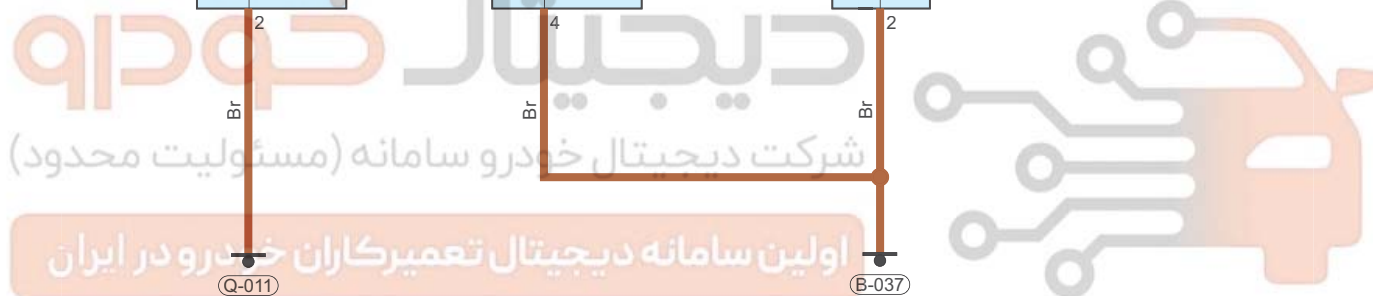 2 4 2
دیجیتال خودرو
Br Br Br
شرکت دیجیتال خودرو سامانه (مسئولیت محدود)
اولین سامانه دیجیتال تعمیرکاران خودرو در ایران
Q-011 B-037